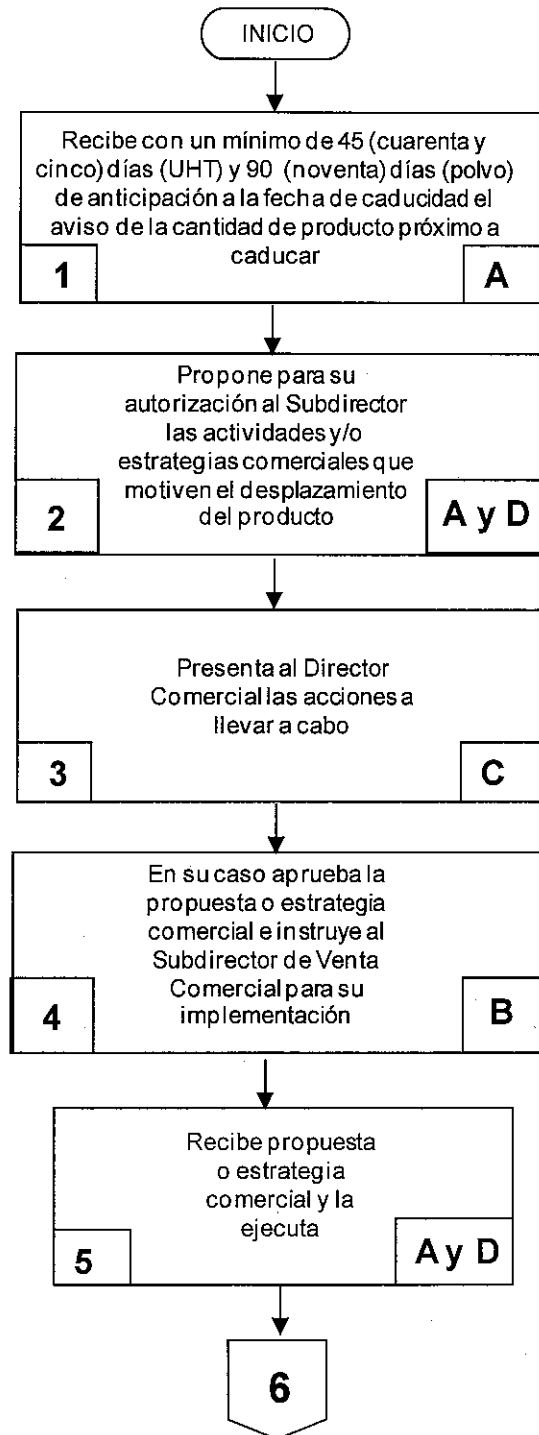 INICIO
Recibe con un mínimo de 45 (cuarenta y
cinco) días (UHT) y 90 (noventa) días (polvo)
de anticipación a la fecha de caducidad el
aviso de la cantidad de producto próximo a
caducar
1
A
Propone para su
autorización al Subdirector
las actividades y/o
estrategias comerciales que
motiven el desplazamiento
del producto
2
A y D
Presenta al Director
Comercial las acciones a
llevar a cabo
3
C
En su caso aprueba la
propuesta o estrategia
comercial e instruye al
Subdirector de Venta
Comercial para su
implementación
4
B
Recibe propuesta
o estrategia
comercial y la
ejecuta
5
A y D
6